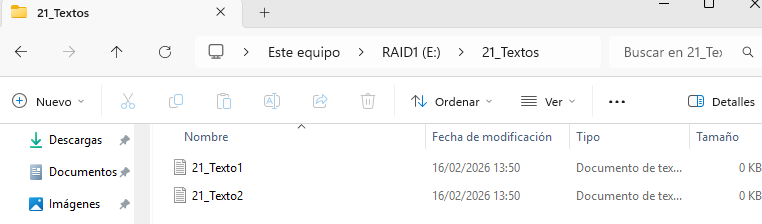 21_Textos
Este equipo > RAID1 (E:) > 21_Textos
Buscar en 21_Te
Nuevo
Ordenar
Ver
Detalles
Descargas
Documentos
Imágenes
Nombre Fecha de modificación Tipo Tamaño
21_Texto1 16/02/2026 13:50 Documento de tex... 0 KB
21_Texto2 16/02/2026 13:50 Documento de tex... 0 KB